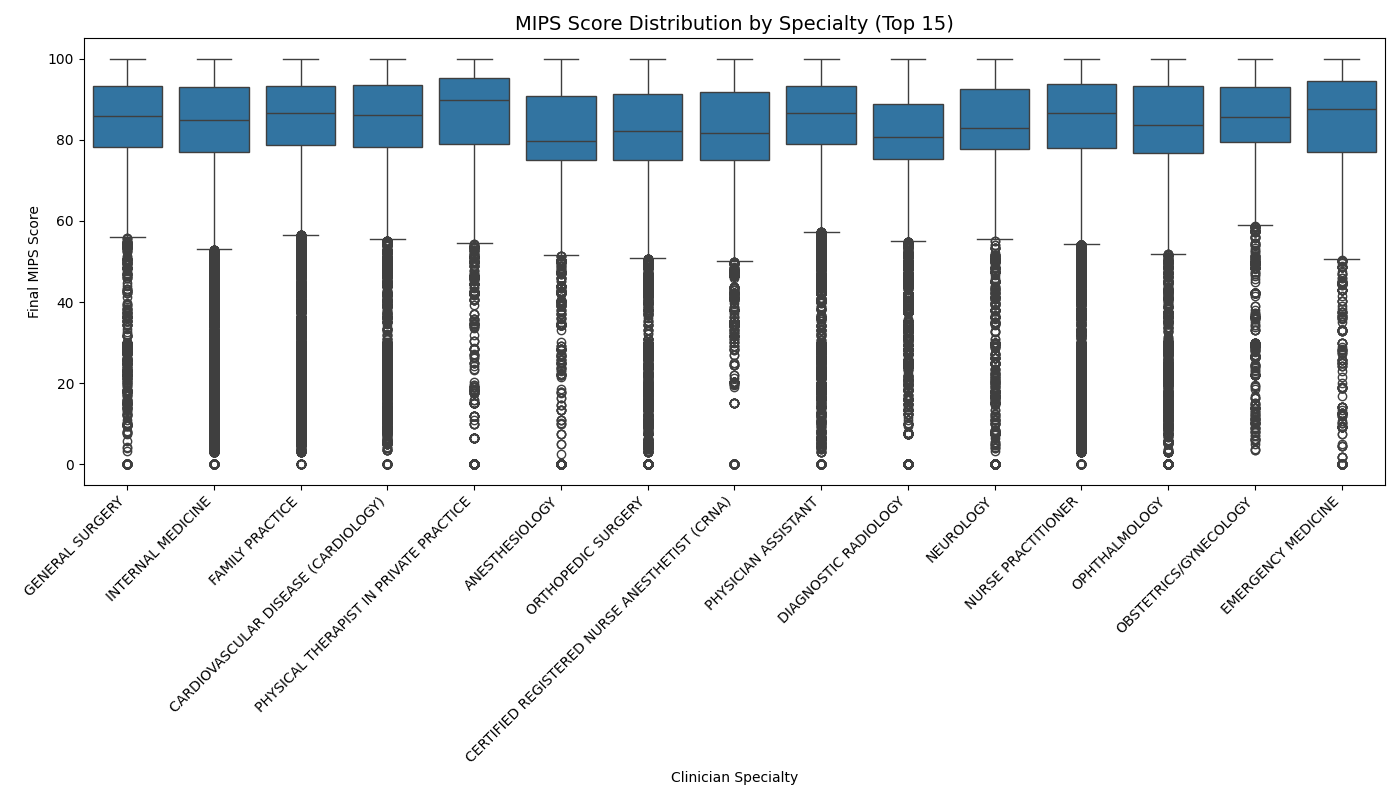 MIPS Score Distribution by Specialty (Top 15)
Final MIPS Score
100
80
60
40
20
0
GENERAL SURGERY
INTERNAL MEDICINE
FAMILY PRACTICE
CARDIOVASCULAR DISEASE (CARDIOLOGY)
PHYSICAL THERAPIST IN PRIVATE PRACTICE
ANESTHESIOLOGY
ORTHOPEDIC SURGERY
CERTIFIED REGISTERED NURSE ANESTHETIST (CRNA)
PHYSICIAN ASSISTANT
DIAGNOSTIC RADIOLOGY
NEUROLOGY
NURSE PRACTITIONER
OPHTHALMOLOGY
OBSTETRICS/GYNECOLOGY
EMERGENCY MEDICINE
Clinician Specialty